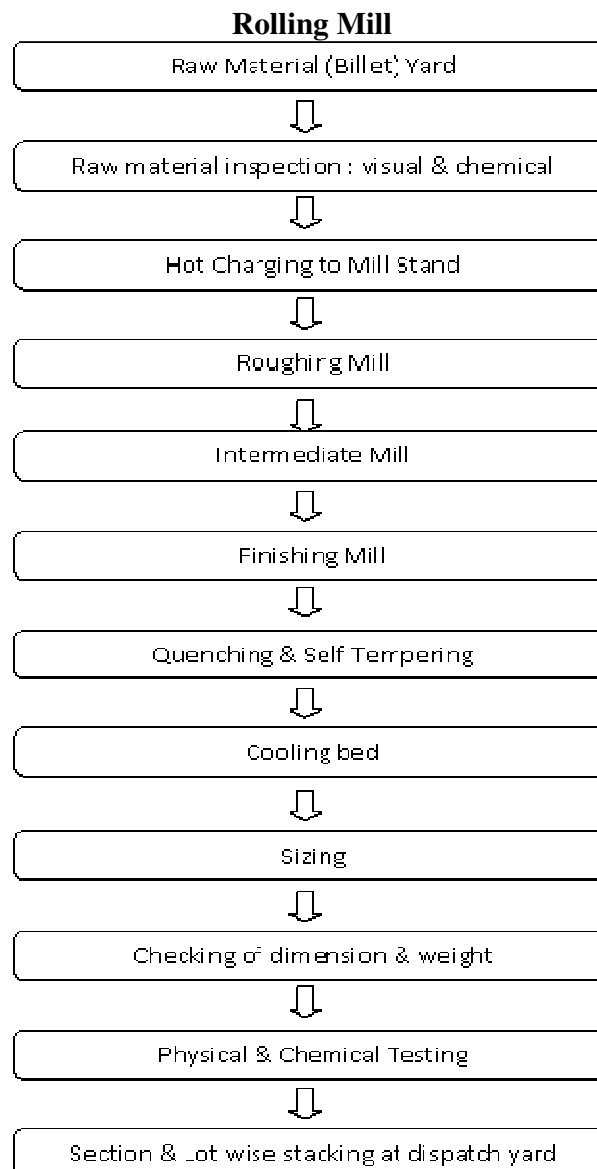 Rolling Mill
Raw Material (Billet) Yard
Raw material inspection : visual & chemical
Hot Charging to Mill Stand
Roughing Mill
Intermediate Mill
Finishing Mill
Quenching & Self Tempering
Cooling bed
Sizing
Checking of dimension & weight
Physical & Chemical Testing
Section & Lot wise stacking at dispatch yard